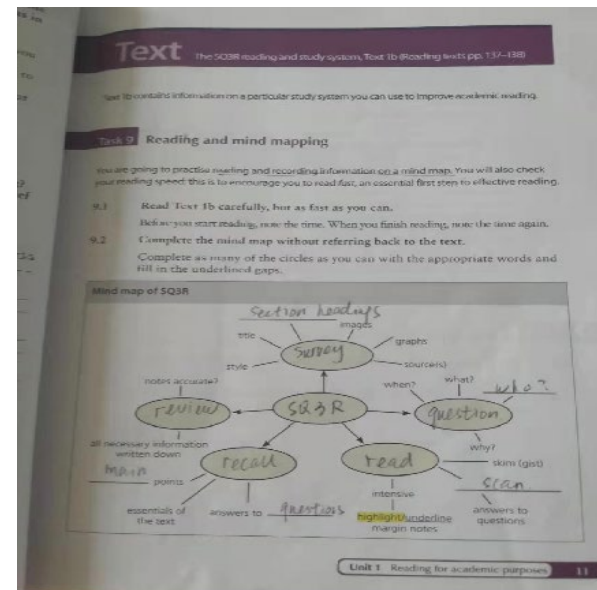 Text The SQ3R reading and study system, Text 1b (Reading texts pp. 137–138)
Text 1b contains information on a particular study system you can use to improve academic reading.
Task 9 Reading and mind mapping
You are going to practise reading and recording information on a mind map. You will also check
your reading speed; this is to encourage you to read fast, an essential first step to effective reading.
9.1 Read Text 1b carefully, but as fast as you can.
Before you start reading, note the time. When you finish reading, note the time again.
9.2 Complete the mind map without referring back to the text.
Complete as many of the circles as you can with the appropriate words and
fill in the underlined gaps.
Mind map of SQ3R
section headings
title
images
graphs
survey
style
source(s)
notes accurate?
when?
what?
who?
review
SQ3R
question
all necessary information
written down
why?
recall
read
skim (gist)
main points
scan
intensive
essentials of
the text
answers to questions
highlight/underline
margin notes
answers to
questions
Unit 1 Reading for academic purposes 11